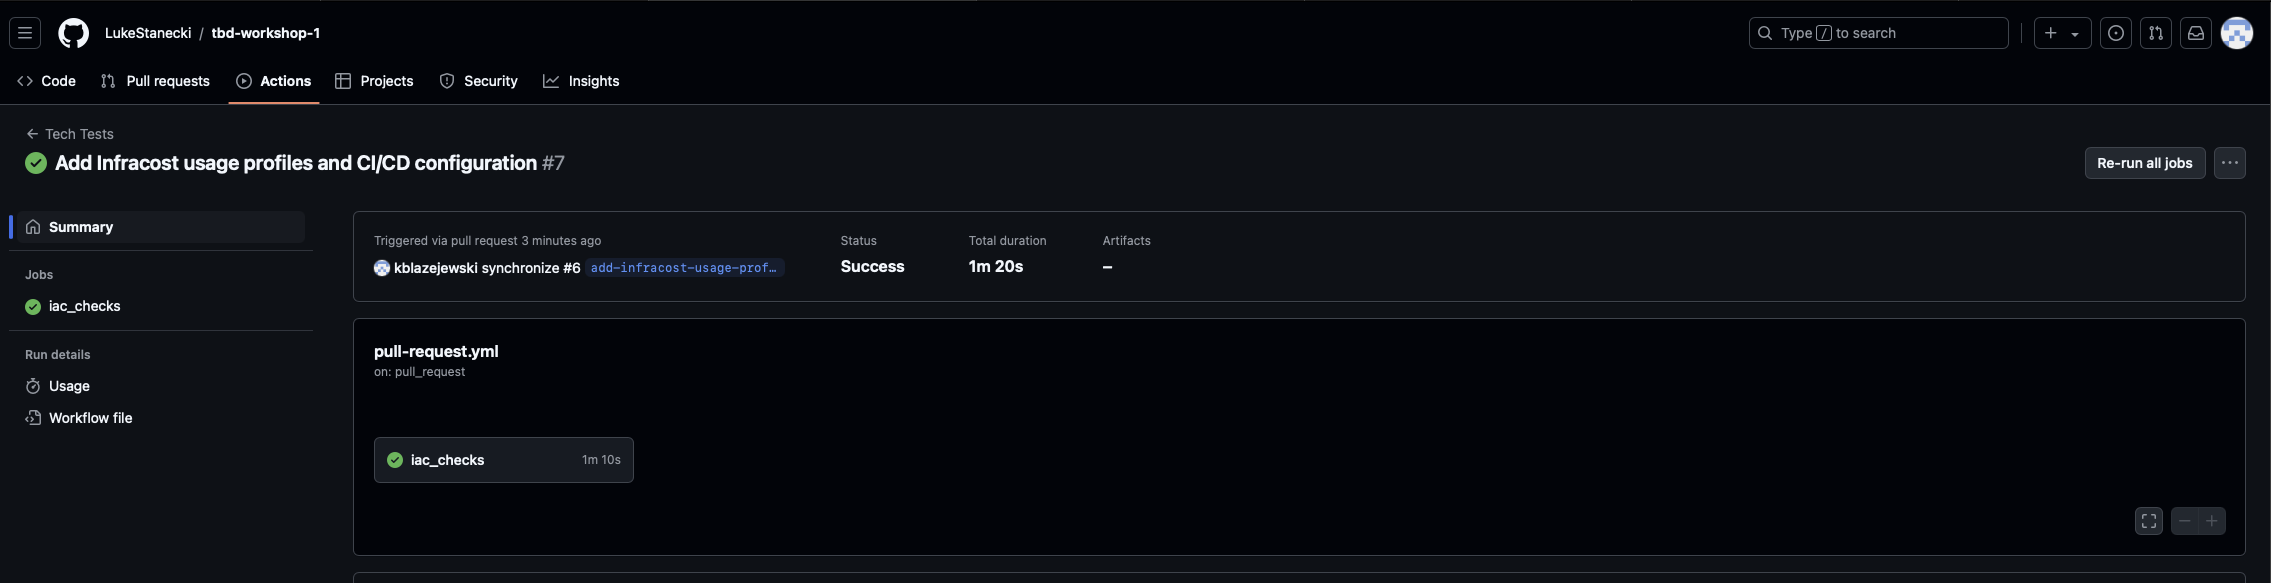 LukeStanecki / tbd-workshop-1
Type / to search
Code Pull requests Actions Projects Security Insights
← Tech Tests
Add Infracost usage profiles and CI/CD configuration #7
Re-run all jobs
Summary
Jobs
iac_checks
Run details
Usage
Workflow file
Triggered via pull request 3 minutes ago
kblazejewski synchronize #6 add-infracost-usage-prof…
Status
Success
Total duration
1m 20s
Artifacts
–
pull-request.yml
on: pull_request
iac_checks 1m 10s